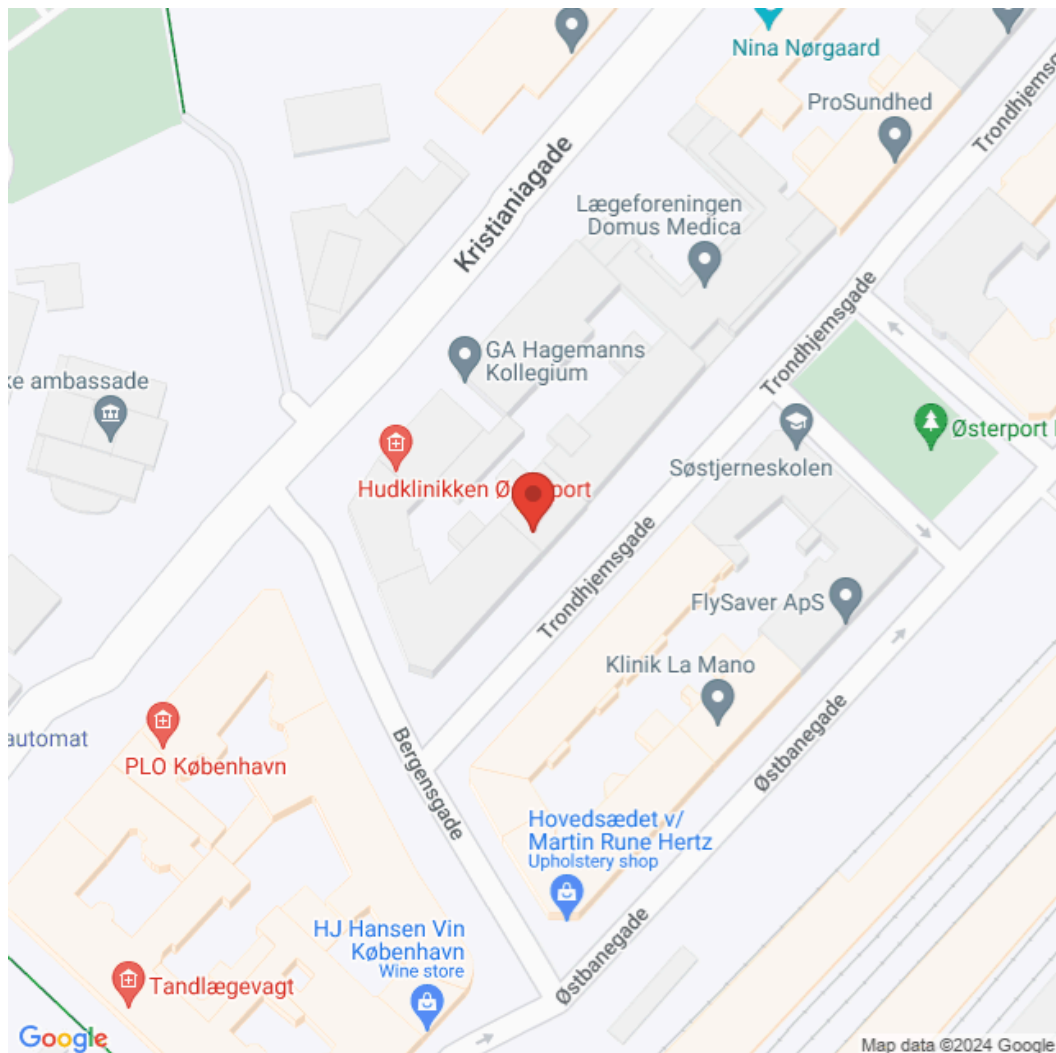 Nina Nørgaard
ProSundhed
Trondhjemsg
Kristianiagade
Lægeforeningen
Domus Medica
Trondhjemsgade
GA Hagemanns
Kollegium
ke ambassade
Østerport
Søstjerneskolen
Hudklinikken Ø port
Trondhjemsgade
FlySaver ApS
Klinik La Mano
automat
PLO København
Bergensgade
Østbanegade
Hovedsædet v/
Martin Rune Hertz
Upholstery shop
HJ Hansen Vin
København
Wine store
Østbanegade
Tandlægevagt
Google
Map data ©2024 Google